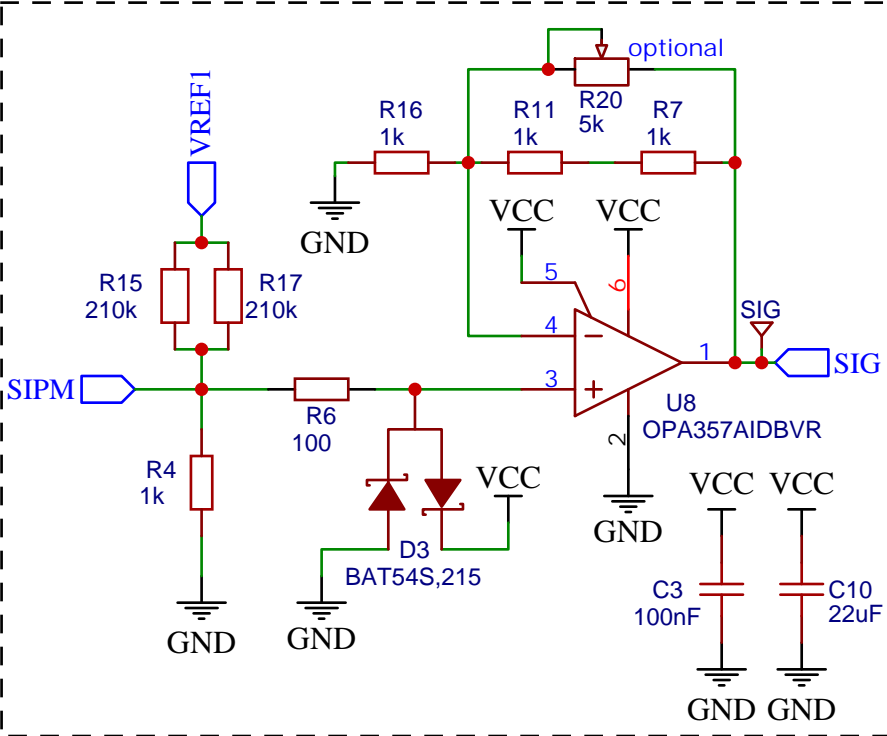 optional
R20
5k
R16
1k
R11
1k
R7
1k
VREF1
GND
VCC
VCC
R15
210k
R17
210k
5
6
4
3
1
2
SIG
SIG
SIPM
R6
100
U8
OPA357AIDBVR
R4
1k
VCC
D3
BAT54S,215
GND
VCC
VCC
C3
100nF
C10
22uF
GND
GND
GND
GND